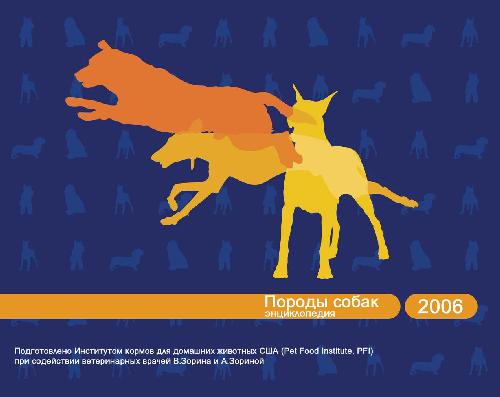 Породы собак
энциклопедия
2006
Подготовлено Институтом кормов для домашних животных США (Pet Food Institute, PFI)
при содействии ветеринарных врачей В.Зорина и А.Зориной